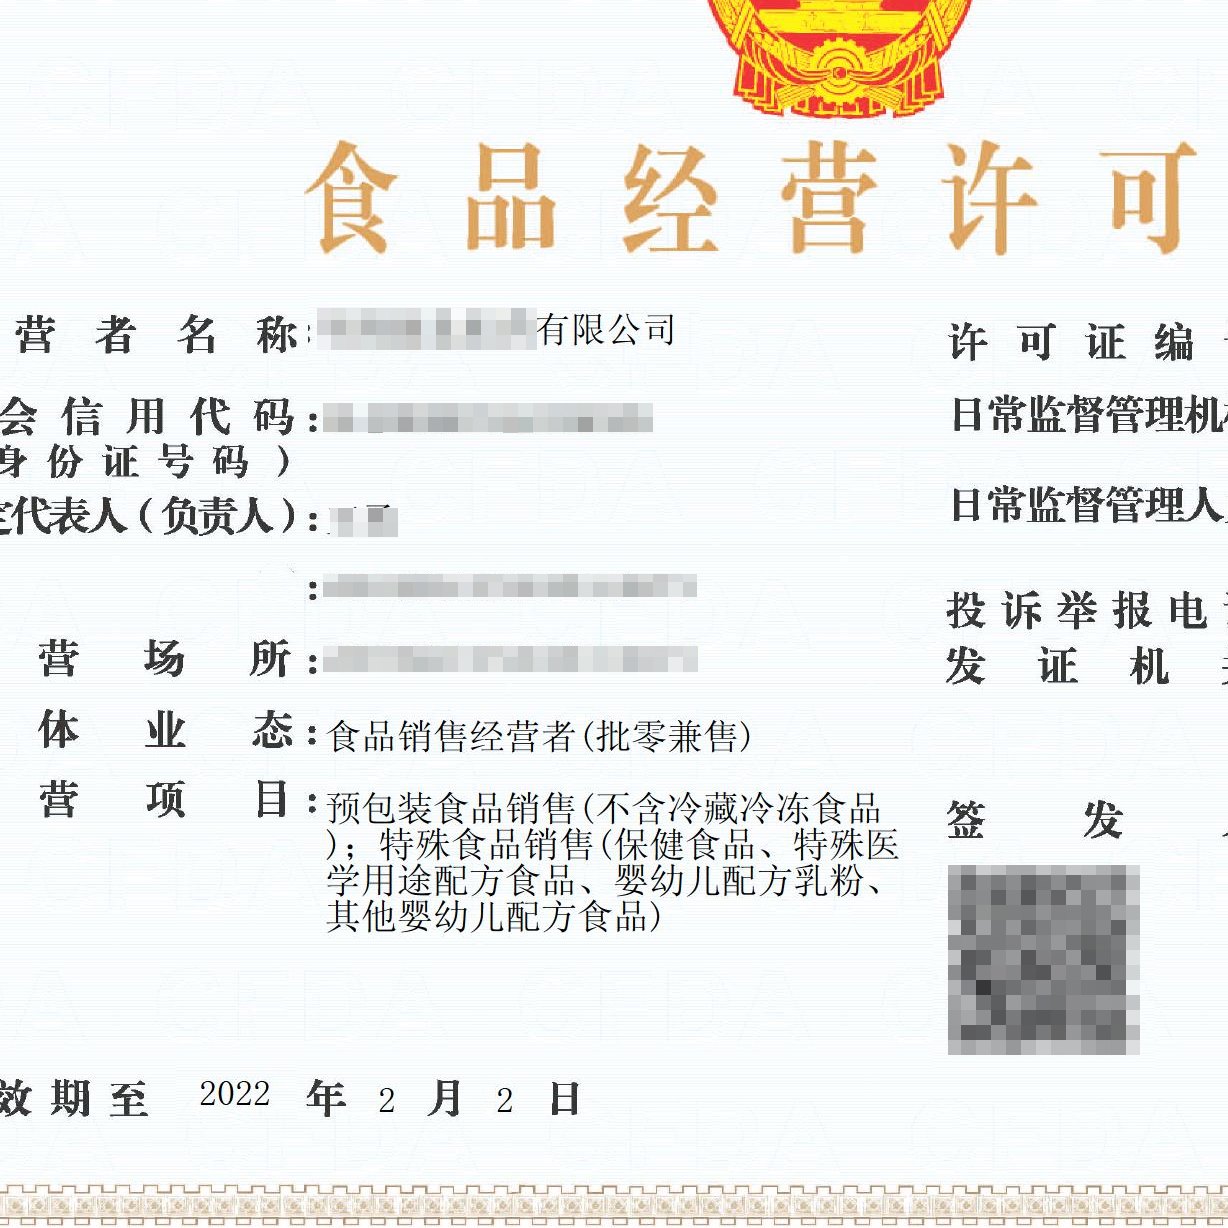 食品经营许可
营者名称: 有限公司
许可证编
会信用代码:
身份证号码)
日常监督管理机
代表人(负责人):
日常监督管理人
:
投诉举报电
营场所:
发证机
体业态:食品销售经营者(批零兼售)
营项目:预包装食品销售(不含冷藏冷冻食品
);特殊食品销售(保健食品、特殊医
学用途配方食品、婴幼儿配方乳粉、
其他婴幼儿配方食品)
签发
效期至 2022 年 2 月 2 日